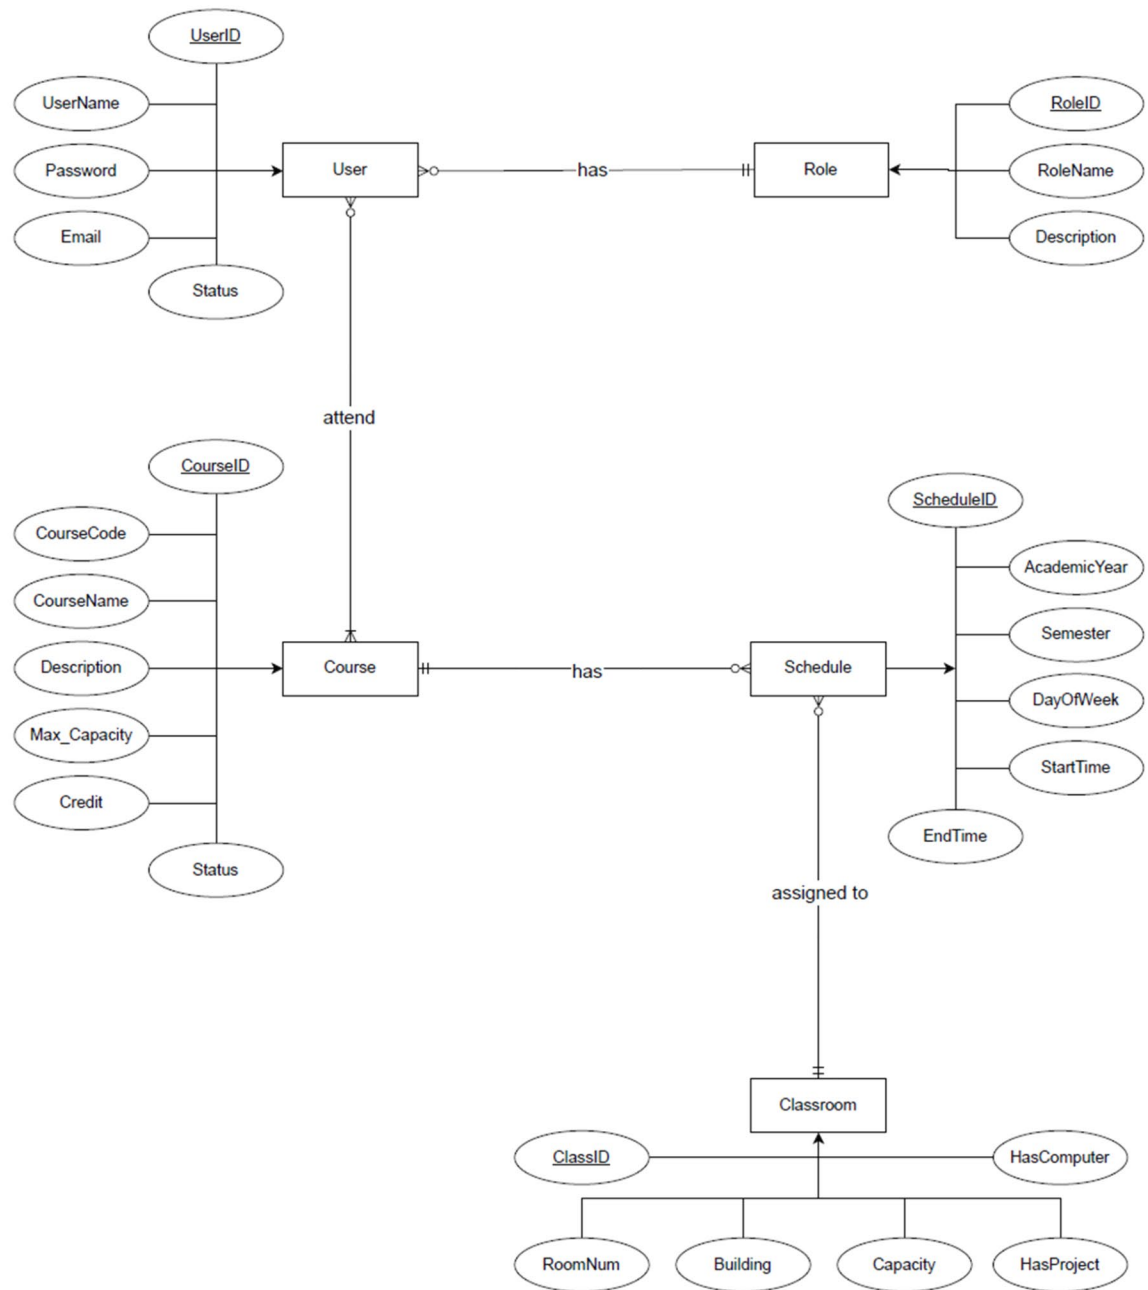 UserID
UserName
Password
Email
Status
User
has
Role
RoleID
RoleName
Description
attend
CourseID
CourseCode
CourseName
Description
Max_Capacity
Credit
Status
Course
has
Schedule
ScheduleID
AcademicYear
Semester
DayOfWeek
StartTime
EndTime
assigned to
Classroom
ClassID
HasComputer
RoomNum
Building
Capacity
HasProject